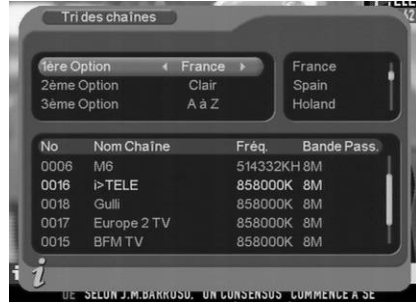 Tri des chaînes
1ère Option France
2ème Option Clair
3ème Option A à Z
France
Spain
Holand
No Nom Chaîne Fréq. Bande Pass.
0006 M6 514332KH 8M
0016 i>TELE 858000K 8M
0018 Gulli 858000K 8M
0017 Europe 2 TV 858000K 8M
0015 BFM TV 858000K 8M
i
DE SELON J.M.BARROSO, UN CONSENSUS COMMENCE A SE